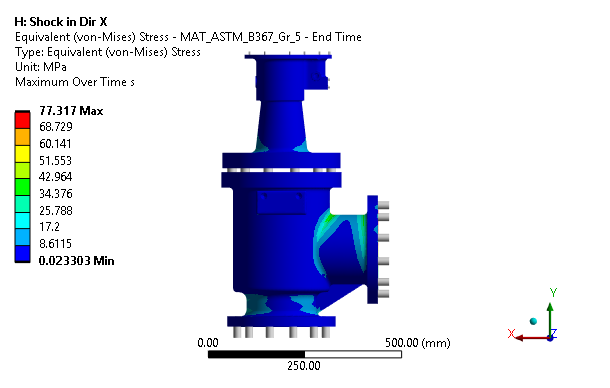 H: Shock in Dir X
Equivalent (von-Mises) Stress - MAT_ASTM_B367_Gr_5 - End Time
Type: Equivalent (von-Mises) Stress
Unit: MPa
Maximum Over Time s
77.317 Max
68.729
60.141
51.553
42.964
34.376
25.788
17.2
8.6115
0.023303 Min
0.00
500.00 (mm)
250.00
Y
X
Z